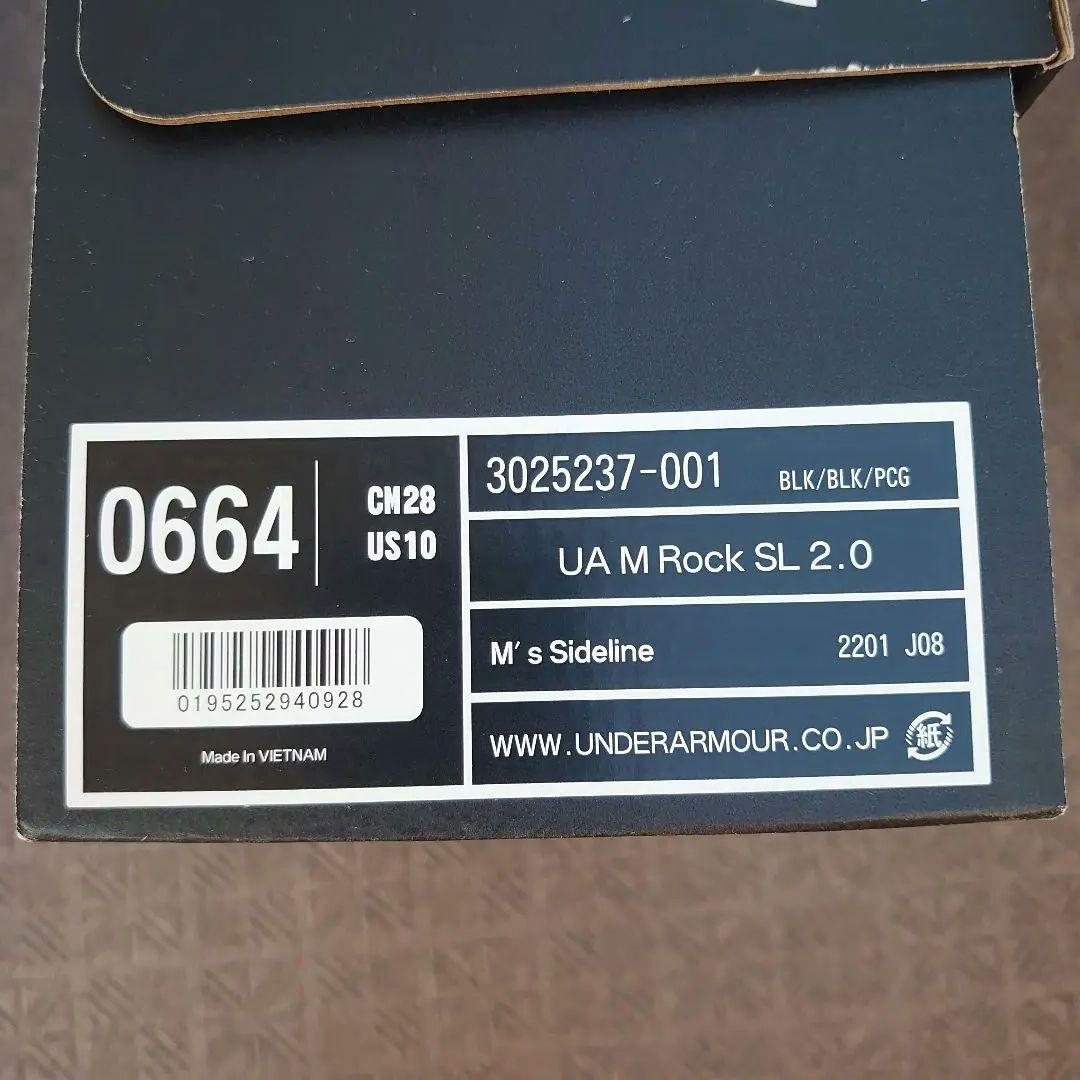 0664
CM28
US10
0195252940928
Made In VIETNAM
3025237-001 BLK/BLK/PCG
UA M Rock SL 2.0
M's Sideline 2201 J08
WWW.UNDERARMOUR.CO.JP 紙